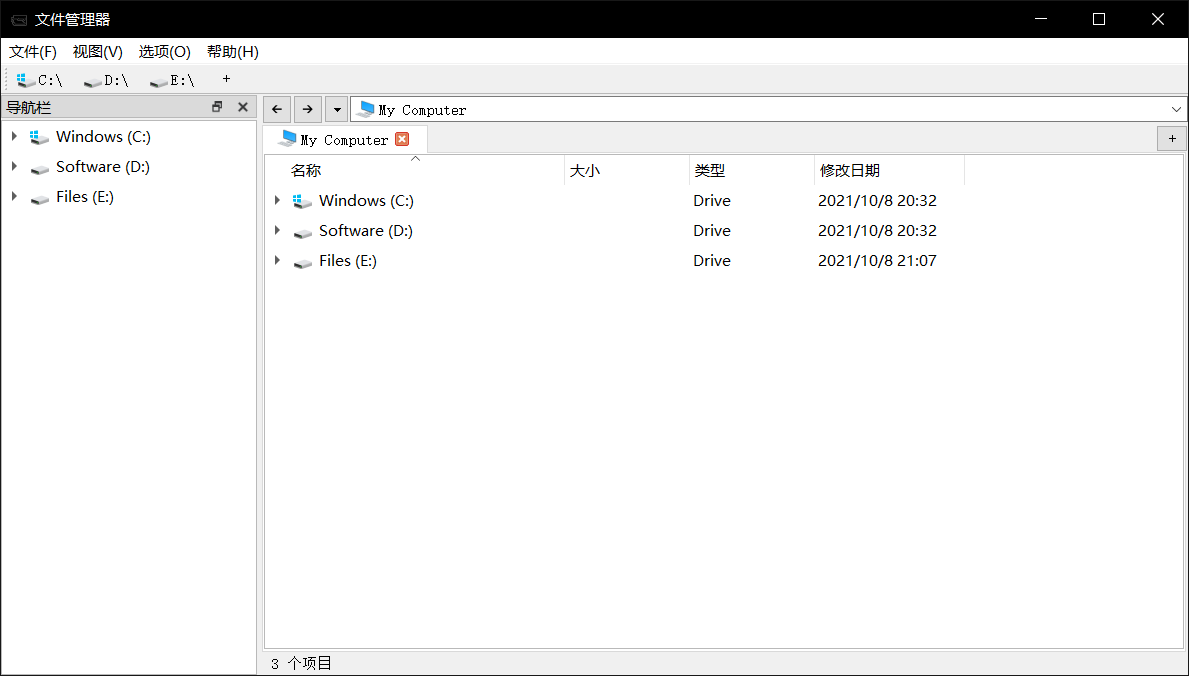 文件管理器
文件(F) 视图(V) 选项(O) 帮助(H)
C:\ D:\ E:\ +
导航栏
My Computer
Windows (C:)
Software (D:)
Files (E:)
My Computer +
名称 大小 类型 修改日期
Windows (C:) Drive 2021/10/8 20:32
Software (D:) Drive 2021/10/8 20:32
Files (E:) Drive 2021/10/8 21:07
3 个项目